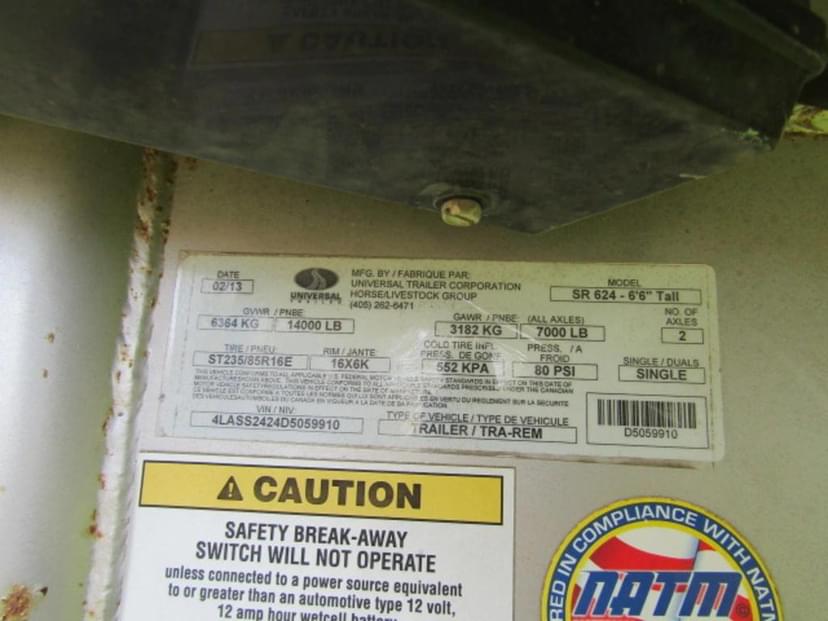 DATE
02/13
UNIVERSAL
MFG. BY / FABRIQUE PAR:
UNIVERSAL TRAILER CORPORATION
HORSE/LIVESTOCK GROUP
(405) 262-6471
MODEL
SR 624 - 6'6" Tall
GVWR / PNBE
6364 KG 14000 LB
GAWR / PNBE: (ALL AXLES)
3182 KG 7000 LB
NO. OF
AXLES
2
TIRE / PNEU:
ST235/85R16E
RIM / JANTE
16X6K
COLD TIRE INFL.
PRESS. DE GONF
552 KPA
PRESS. / A
FROID
80 PSI
SINGLE / DUALS
SINGLE
VIN / NIV:
4LASS2424D5059910
TYPE OF VEHICLE / TYPE DE VEHICULE
TRAILER / TRA-REM
D5059910
CAUTION
SAFETY BREAK-AWAY
SWITCH WILL NOT OPERATE
unless connected to a power source equivalent
to or greater than an automotive type 12 volt,
12 amp hour wetcell
IN COMPLIANCE WITH NATM
NATM
CAUTION